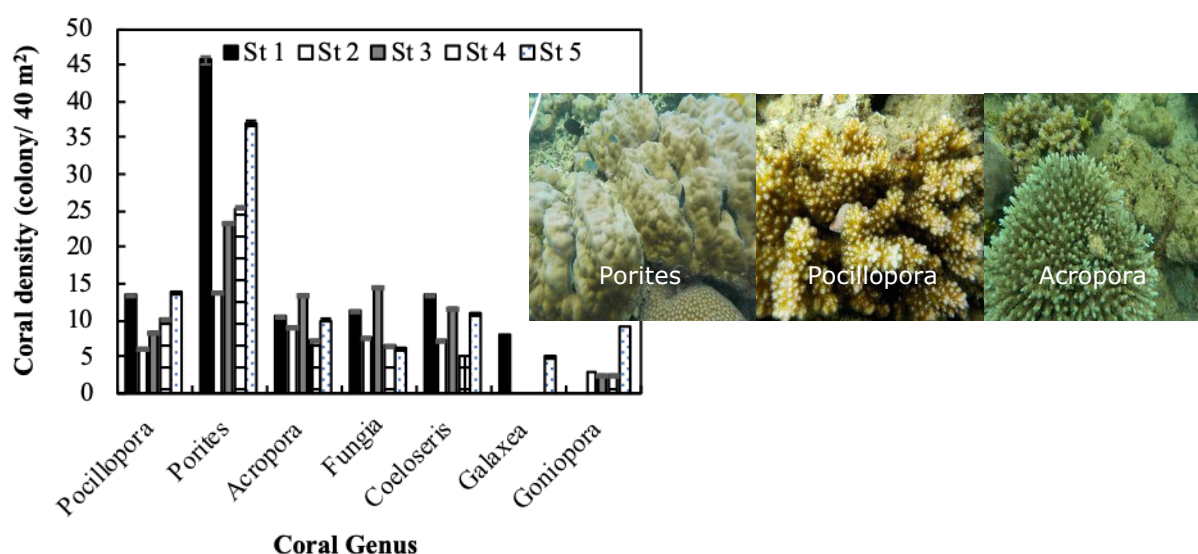 Coral density (colony/ 40 m²)
50
45
40
35
30
25
20
15
10
5
0
St 1 St 2 St 3 St 4 St 5
Pocillopora
Porites
Acropora
Fungia
Coeloseris
Galaxea
Goniopora
Coral Genus
Porites
Pocillopora
Acropora